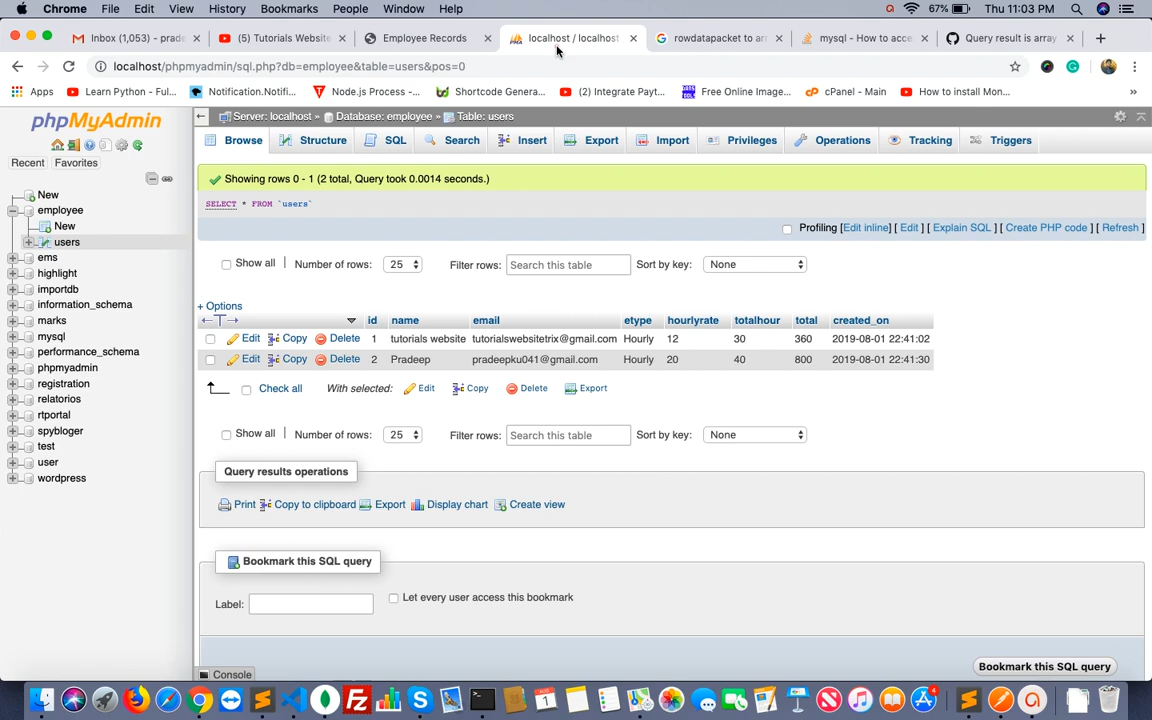 Chrome File Edit View History Bookmarks People Window Help 67% Thu 11:03 PM
Inbox (1,053) - prade × (5) Tutorials Website × Employee Records × localhost / localhost × rowdatapacket to arr × mysql - How to acce × Query result is array ×
localhost/phpmyadmin/sql.php?db=employee&table=users&pos=0
Apps Learn Python - Ful... Notification.Notifi... Node.js Process -... Shortcode Genera... (2) Integrate Payt... Free Online Image... cPanel - Main How to install Mon... »
phpMyAdmin
Recent Favorites
New
employee
New
users
ems
highlight
importdb
information_schema
marks
mysql
performance_schema
phpmyadmin
registration
relatorios
rtportal
spybloger
test
user
wordpress
Server: localhost » Database: employee » Table: users
Browse Structure SQL Search Insert Export Import Privileges Operations Tracking Triggers
Showing rows 0 - 1 (2 total, Query took 0.0014 seconds.)
SELECT * FROM `users`
Profiling [Edit inline] [ Edit ] [ Explain SQL ] [ Create PHP code ] [ Refresh ]
Show all Number of rows: 25 Filter rows: Search this table Sort by key: None
+ Options
←T→ id name email etype hourlyrate totalhour total created_on
Edit Copy Delete 1 tutorials website tutorialswebsitetrix@gmail.com Hourly 12 30 360 2019-08-01 22:41:02
Edit Copy Delete 2 Pradeep pradeepku041@gmail.com Hourly 20 40 800 2019-08-01 22:41:30
Check all With selected: Edit Copy Delete Export
Show all Number of rows: 25 Filter rows: Search this table Sort by key: None
Query results operations
Print Copy to clipboard Export Display chart Create view
Bookmark this SQL query
Label: Let every user access this bookmark
Bookmark this SQL query
Console